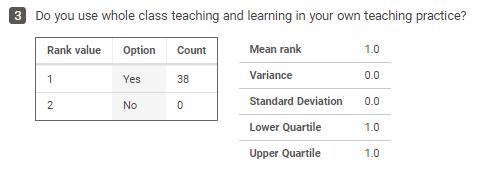 3 Do you use whole class teaching and learning in your own teaching practice?
Rank value Option Count
1 Yes 38
2 No 0
Mean rank 1.0
Variance 0.0
Standard Deviation 0.0
Lower Quartile 1.0
Upper Quartile 1.0